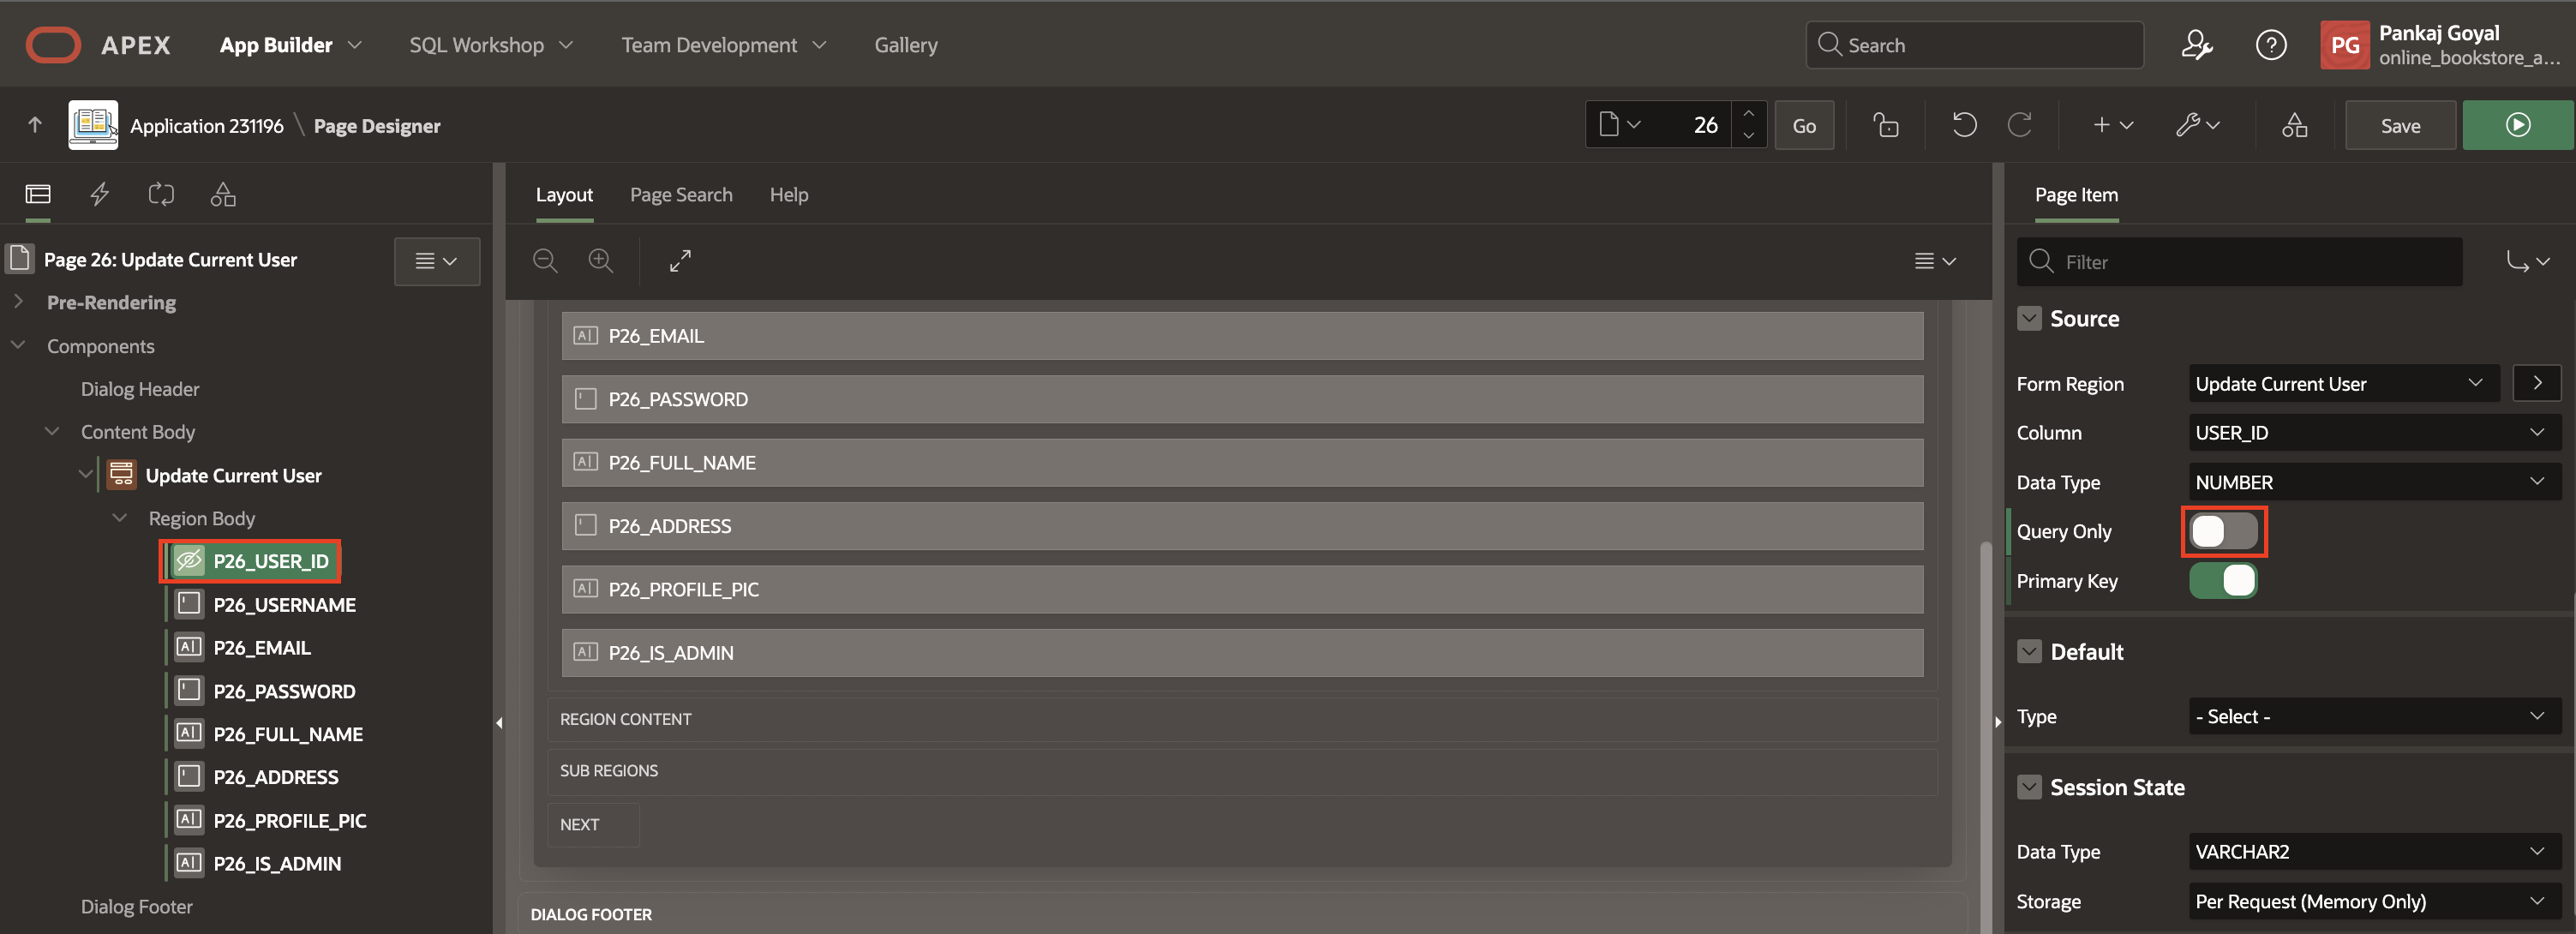 APEX App Builder SQL Workshop Team Development Gallery Search PG Pankaj Goyal
online_bookstore_a...
Application 231196 \ Page Designer 26 Go Save
Page 26: Update Current User
Pre-Rendering
Components
Dialog Header
Content Body
Update Current User
Region Body
P26_USER_ID
P26_USERNAME
P26_EMAIL
P26_PASSWORD
P26_FULL_NAME
P26_ADDRESS
P26_PROFILE_PIC
P26_IS_ADMIN
Dialog Footer
Layout Page Search Help
P26_EMAIL
P26_PASSWORD
P26_FULL_NAME
P26_ADDRESS
P26_PROFILE_PIC
P26_IS_ADMIN
REGION CONTENT
SUB REGIONS
NEXT
DIALOG FOOTER
Page Item
Filter
Source
Form Region Update Current User
Column USER_ID
Data Type NUMBER
Query Only
Primary Key
Default
Type - Select -
Session State
Data Type VARCHAR2
Storage Per Request (Memory Only)